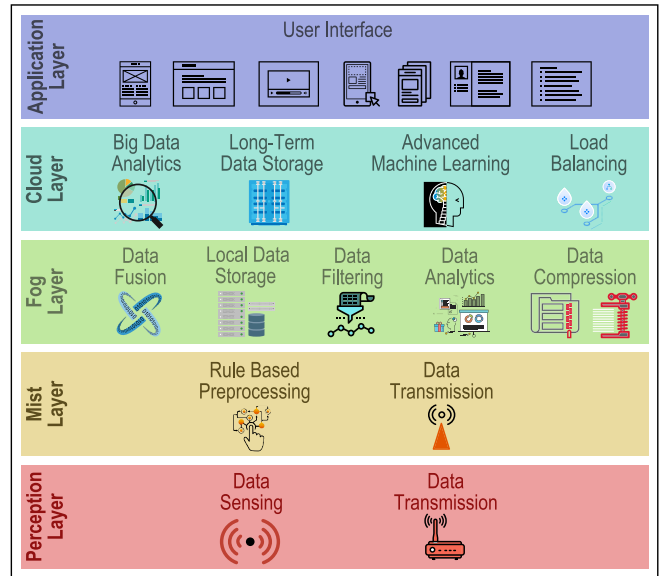 Application
Layer
User Interface
Cloud
Layer
Big Data
Analytics
Long-Term
Data Storage
Advanced
Machine Learning
Load
Balancing
Fog
Layer
Data
Fusion
Local Data
Storage
Data
Filtering
Data
Analytics
Data
Compression
Mist
Layer
Rule Based
Preprocessing
Data
Transmission
Perception
Layer
Data
Sensing
Data
Transmission